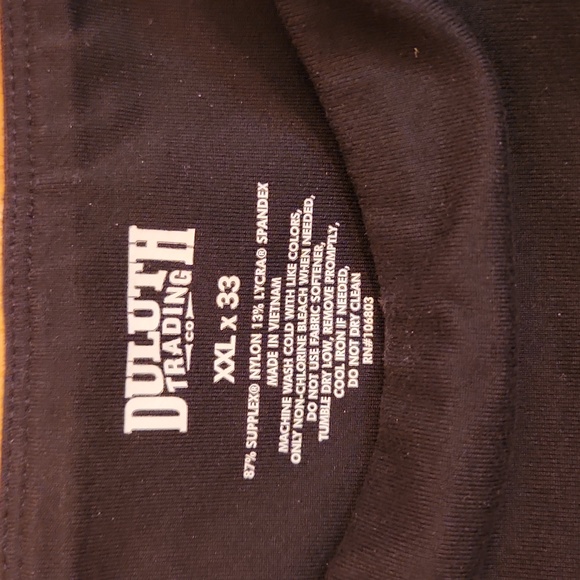 DULUTH
TRADING
CO
XXL x 33
87% SUPPLEX® NYLON 13% LYCRA® SPANDEX
MADE IN VIETNAM
MACHINE WASH COLD WITH LIKE COLORS,
ONLY NON-CHLORINE BLEACH WHEN NEEDED,
DO NOT USE FABRIC SOFTENER,
TUMBLE DRY LOW, REMOVE PROMPTLY,
COOL IRON IF NEEDED,
DO NOT DRY CLEAN
RN#106803